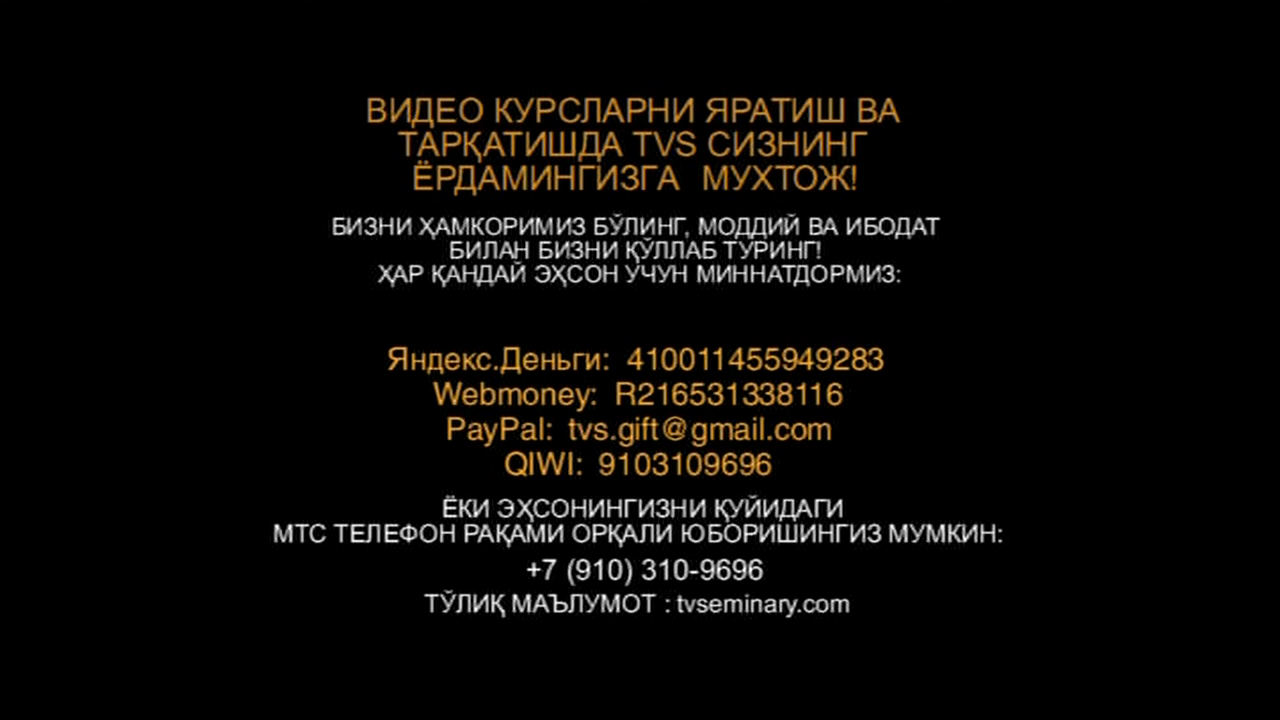 ВИДЕО КУРСЛАРНИ ЯРАТИШ ВА
ТАРҚАТИШДА TVS СИЗНИНГ
ЁРДАМИНГИЗГА МУХТОЖ!
БИЗНИ ҲАМКОРИМИЗ БЎЛИНГ, МОДДИЙ ВА ИБОДАТ
БИЛАН БИЗНИ ҚЎЛЛАБ ТУРИНГ!
ҲАР ҚАНДАЙ ЭҲСОН УЧУН МИННАТДОРМИЗ:
Яндекс.Деньги: 410011455949283
Webmoney: R216531338116
PayPal: tvs.gift@gmail.com
QIWI: 9103109696
ЁКИ ЭҲСОНИНГИЗНИ ҚУЙИДАГИ
МТС ТЕЛЕФОН РАҚАМИ ОРҚАЛИ ЮБОРИШИНГИЗ МУМКИН:
+7 (910) 310-9696
ТЎЛИҚ МАЪЛУМОТ : tvseminary.com